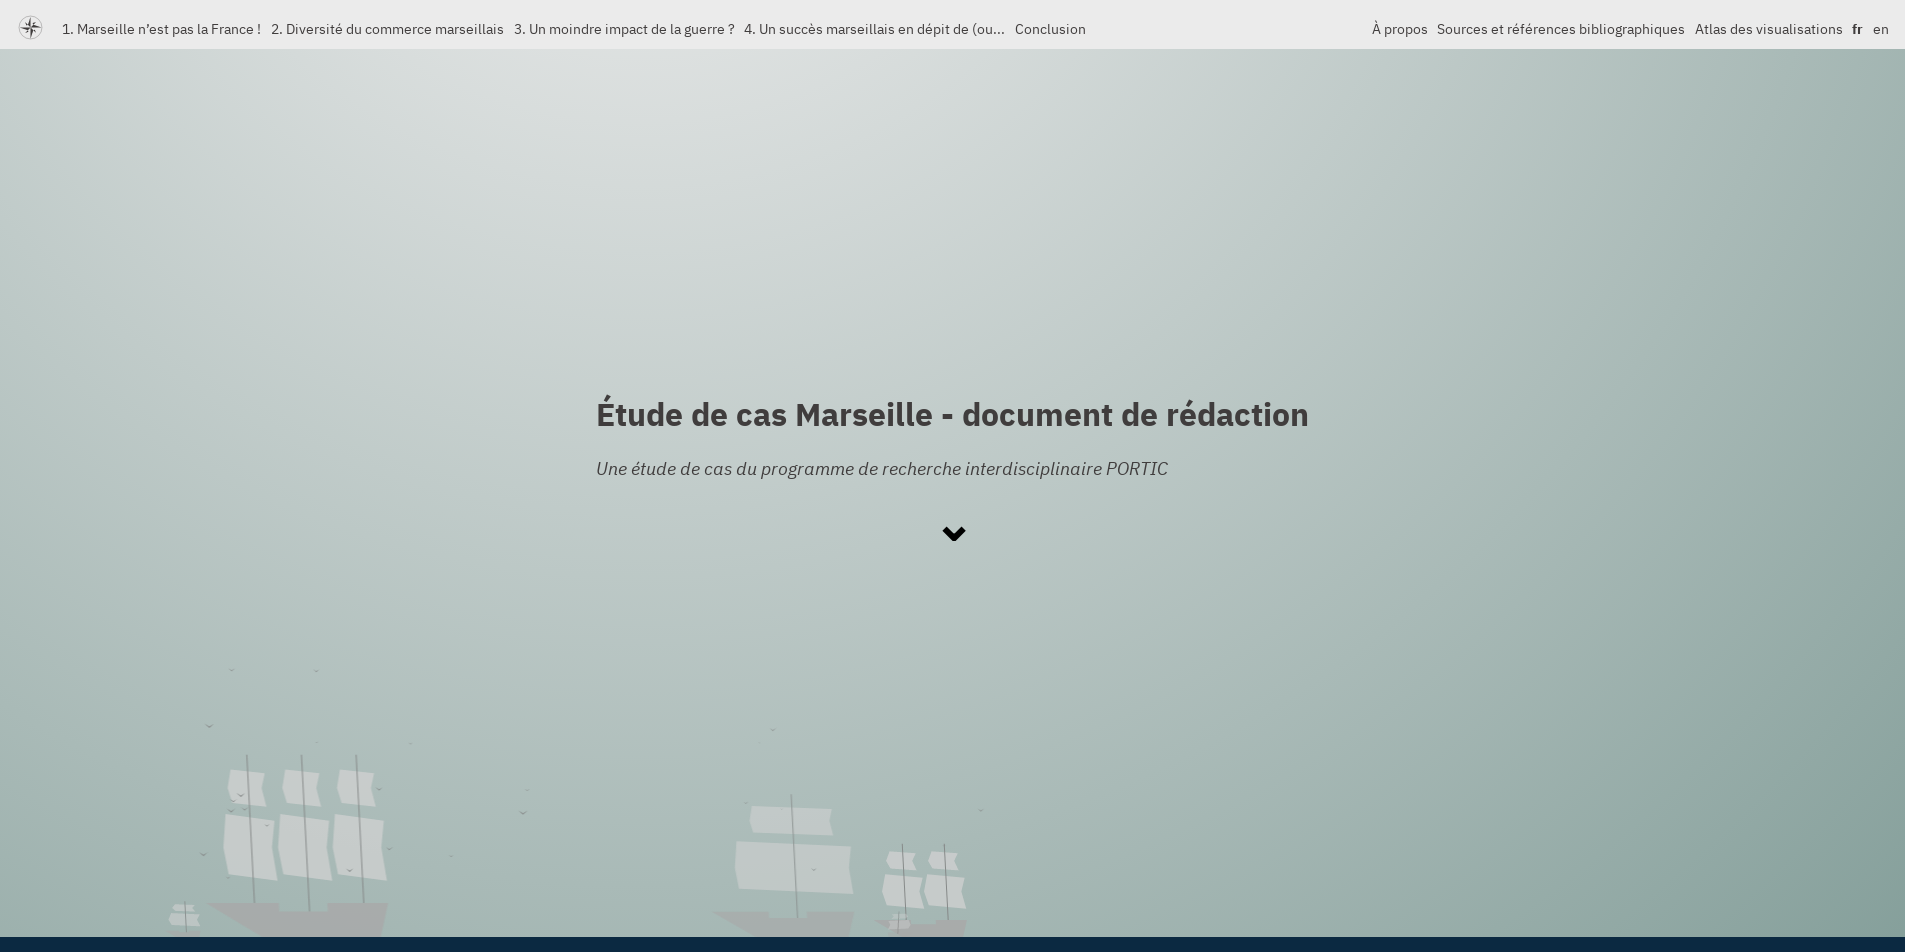 1. Marseille n’est pas la France ! 2. Diversité du commerce marseillais 3. Un moindre impact de la guerre ? 4. Un succès marseillais en dépit de (ou... Conclusion À propos Sources et références bibliographiques Atlas des visualisations fr en
Étude de cas Marseille - document de rédaction
Une étude de cas du programme de recherche interdisciplinaire PORTIC